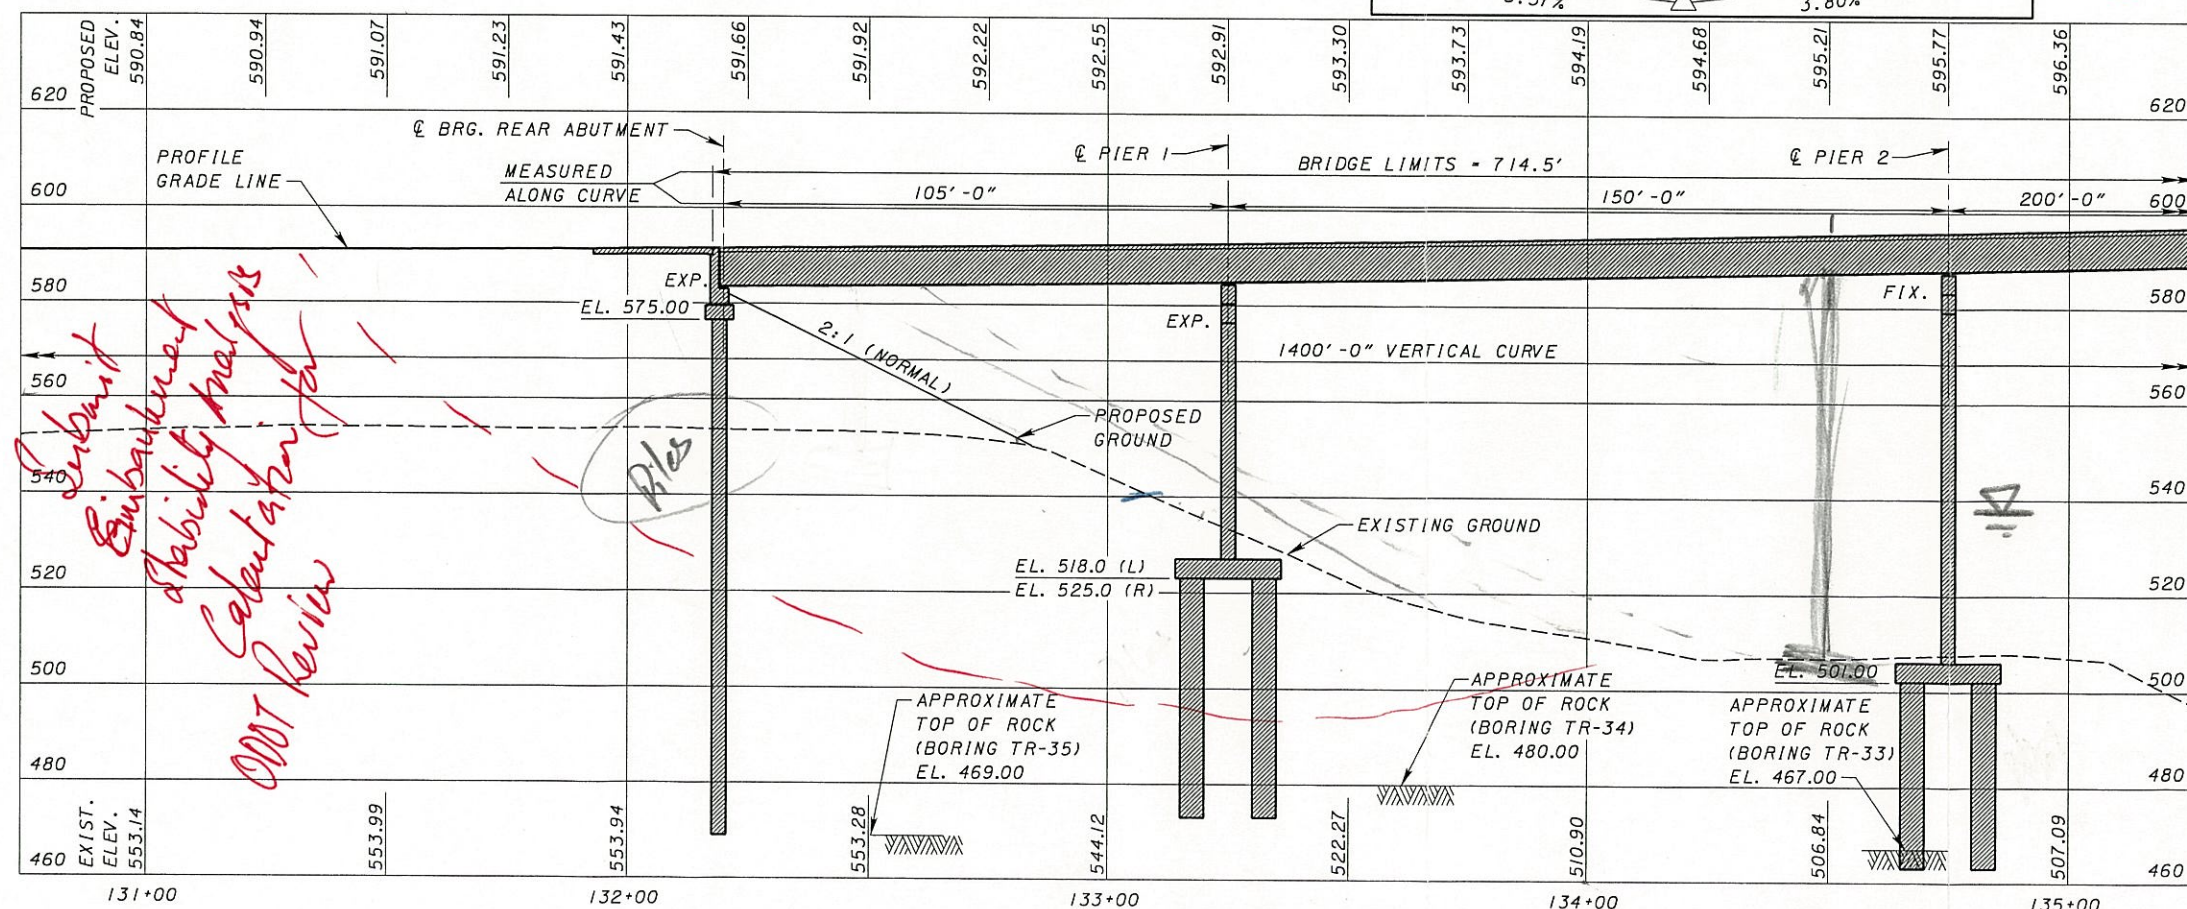 3.80%
PROPOSED
ELEV.
590.84
590.94
591.07
591.23
591.43
591.66
591.92
592.22
592.55
592.91
593.30
593.73
594.19
594.68
595.21
595.77
596.36
620
620
℄ BRG. REAR ABUTMENT
℄ PIER 1
℄ PIER 2
PROFILE
GRADE LINE
MEASURED
ALONG CURVE
BRIDGE LIMITS = 714.5'
105'-0"
150'-0"
200'-0"
600
600
EXP.
EL. 575.00
580
580
FIX.
EXP.
2:1 (NORMAL)
1400'-0" VERTICAL CURVE
560
560
PROPOSED
GROUND
Submit
Embankment
Stability Analysis
Calculation for
ODOT Review
Piles
540
540
EXISTING GROUND
EL. 518.0 (L)
EL. 525.0 (R)
520
520
500
500
EL. 501.00
APPROXIMATE
TOP OF ROCK
(BORING TR-35)
EL. 469.00
APPROXIMATE
TOP OF ROCK
(BORING TR-34)
EL. 480.00
APPROXIMATE
TOP OF ROCK
(BORING TR-33)
EL. 467.00
480
480
EXIST.
ELEV.
553.14
553.99
553.94
553.28
544.12
522.27
510.90
506.84
507.09
460
460
131+00
132+00
133+00
134+00
135+00